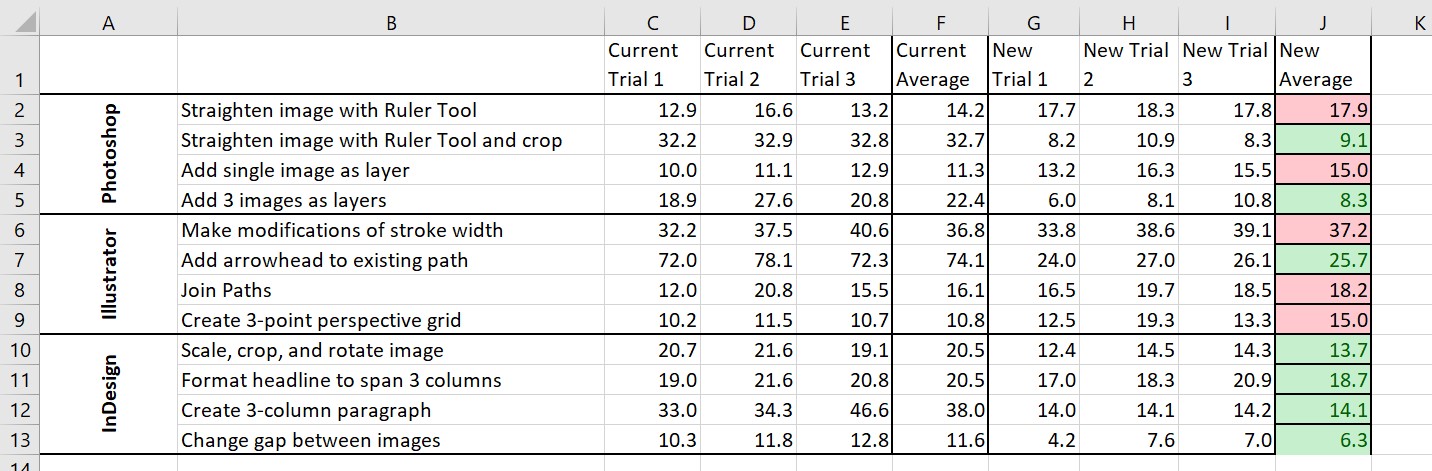 A B C D E F G H I J K
1 Current Trial 1 Current Trial 2 Current Trial 3 Current Average New Trial 1 New Trial 2 New Trial 3 New Average
Photoshop
2 Straighten image with Ruler Tool 12.9 16.6 13.2 14.2 17.7 18.3 17.8 17.9
3 Straighten image with Ruler Tool and crop 32.2 32.9 32.8 32.7 8.2 10.9 8.3 9.1
4 Add single image as layer 10.0 11.1 12.9 11.3 13.2 16.3 15.5 15.0
5 Add 3 images as layers 18.9 27.6 20.8 22.4 6.0 8.1 10.8 8.3
Illustrator
6 Make modifications of stroke width 32.2 37.5 40.6 36.8 33.8 38.6 39.1 37.2
7 Add arrowhead to existing path 72.0 78.1 72.3 74.1 24.0 27.0 26.1 25.7
8 Join Paths 12.0 20.8 15.5 16.1 16.5 19.7 18.5 18.2
9 Create 3-point perspective grid 10.2 11.5 10.7 10.8 12.5 19.3 13.3 15.0
InDesign
10 Scale, crop, and rotate image 20.7 21.6 19.1 20.5 12.4 14.5 14.3 13.7
11 Format headline to span 3 columns 19.0 21.6 20.8 20.5 17.0 18.3 20.9 18.7
12 Create 3-column paragraph 33.0 34.3 46.6 38.0 14.0 14.1 14.2 14.1
13 Change gap between images 10.3 11.8 12.8 11.6 4.2 7.6 7.0 6.3
14